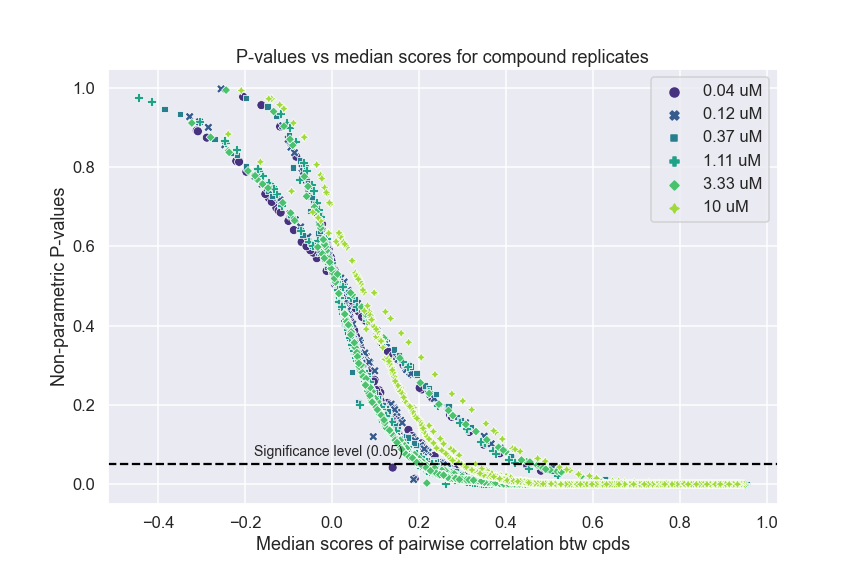 P-values vs median scores for compound replicates
Non-parametric P-values
1.0
0.8
0.6
0.4
0.2
0.0
0.04 uM
0.12 uM
0.37 uM
1.11 uM
3.33 uM
10 uM
Significance level (0.05)
−0.4
−0.2
0.0
0.2
0.4
0.6
0.8
1.0
Median scores of pairwise correlation btw cpds